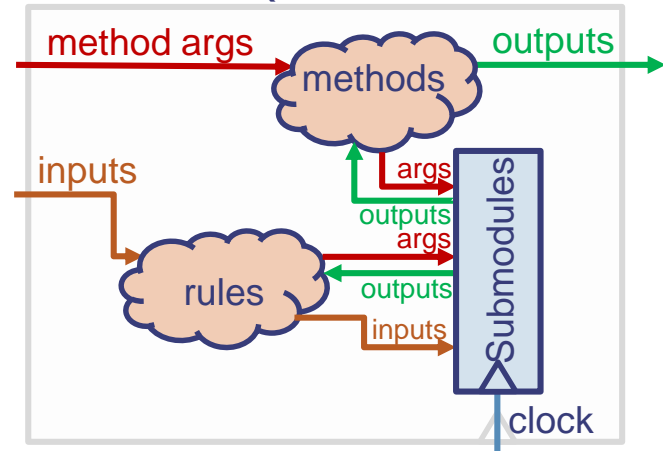 method args
outputs
methods
inputs
args
outputs
args
outputs
rules
inputs
Submodules
clock